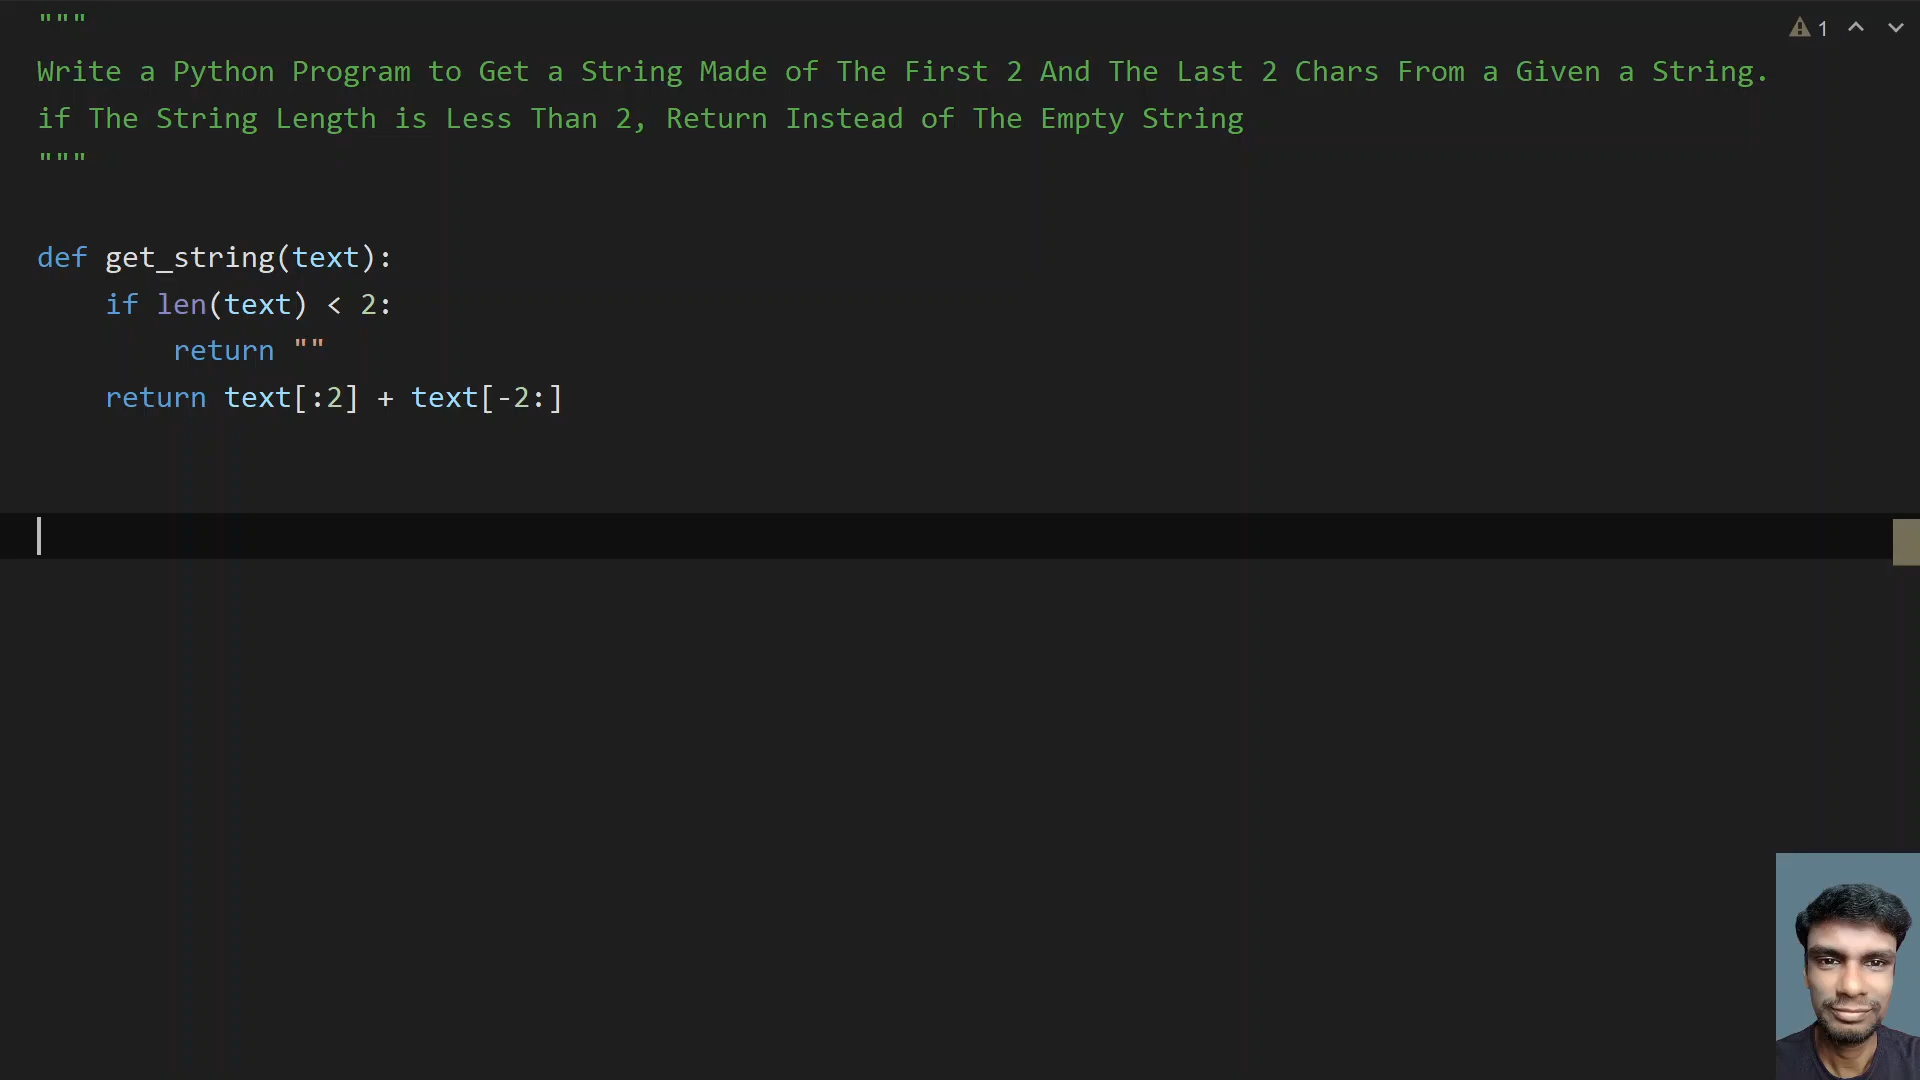 """
Write a Python Program to Get a String Made of The First 2 And The Last 2 Chars From a Given a String.
if The String Length is Less Than 2, Return Instead of The Empty String
"""
def get_string(text):
    if len(text) < 2:
        return ""
    return text[:2] + text[-2:]
1